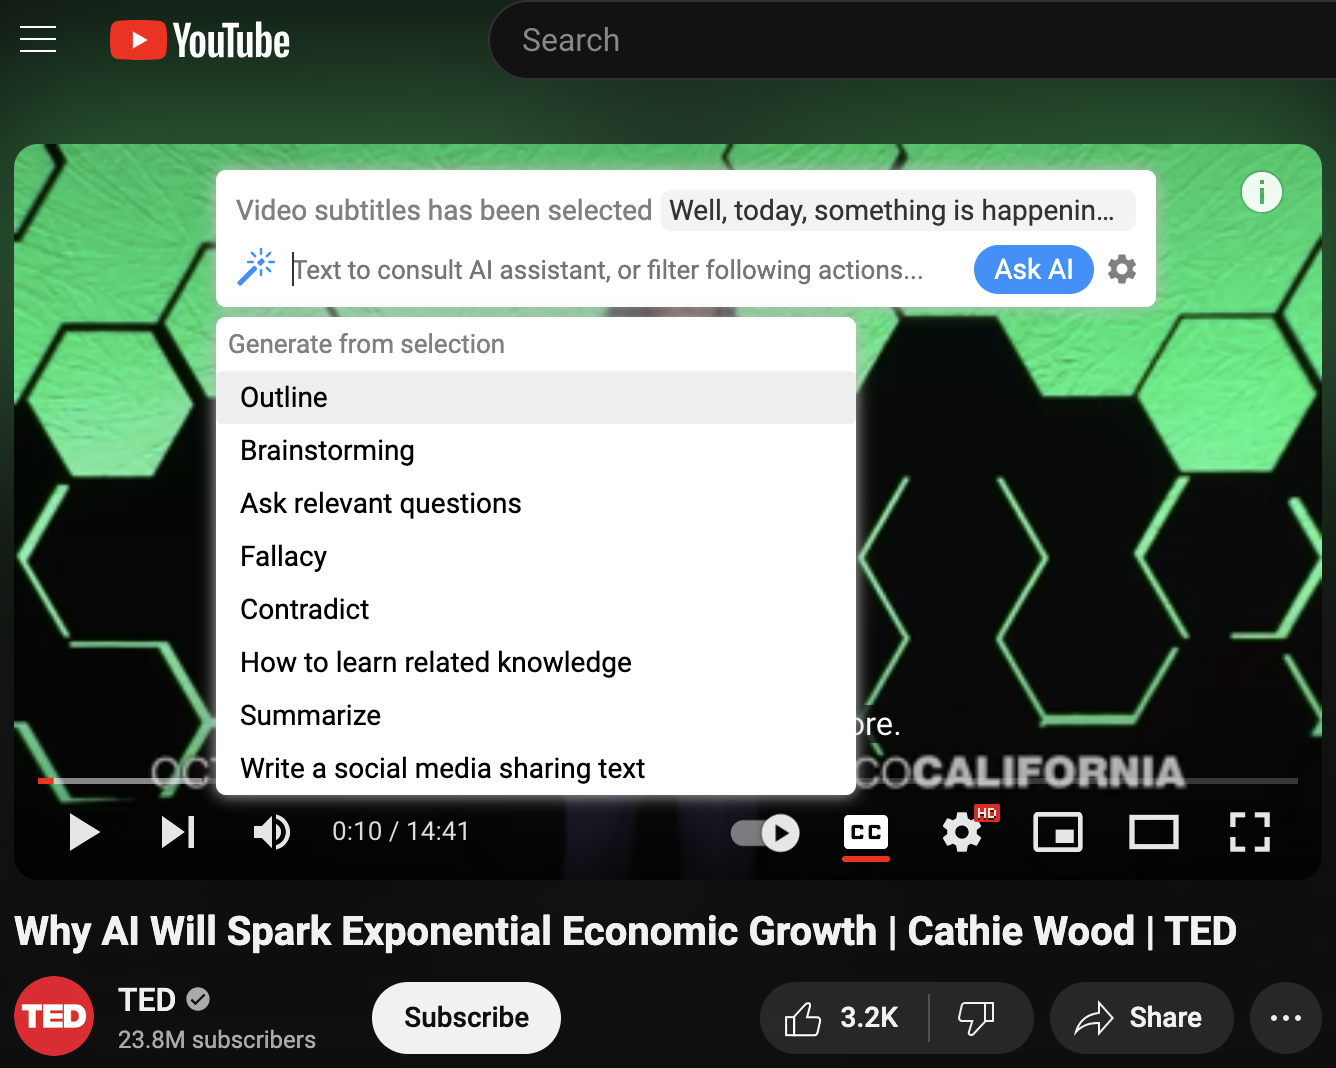 YouTube
Search
Video subtitles has been selected Well, today, something is happenin...
Text to consult AI assistant, or filter following actions...
Ask AI
Generate from selection
Outline
Brainstorming
Ask relevant questions
Fallacy
Contradict
How to learn related knowledge
Summarize
Write a social media sharing text
ore.
OC
COCALIFORNIA
0:10 / 14:41
CC
HD
Why AI Will Spark Exponential Economic Growth | Cathie Wood | TED
TED
TED
23.8M subscribers
Subscribe
3.2K
Share